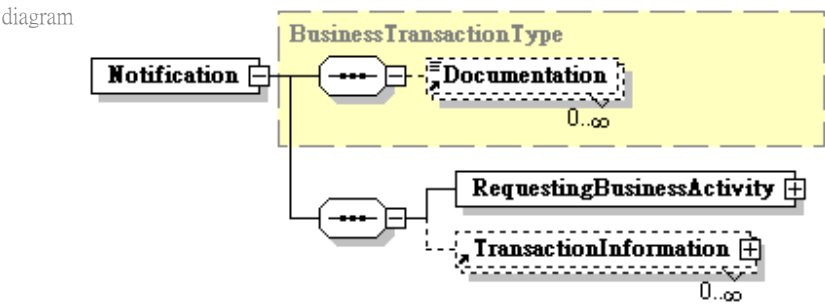 diagram
BusinessTransactionType
Notification
Documentation
0..∞
RequestingBusinessActivity
TransactionInformation
0..∞